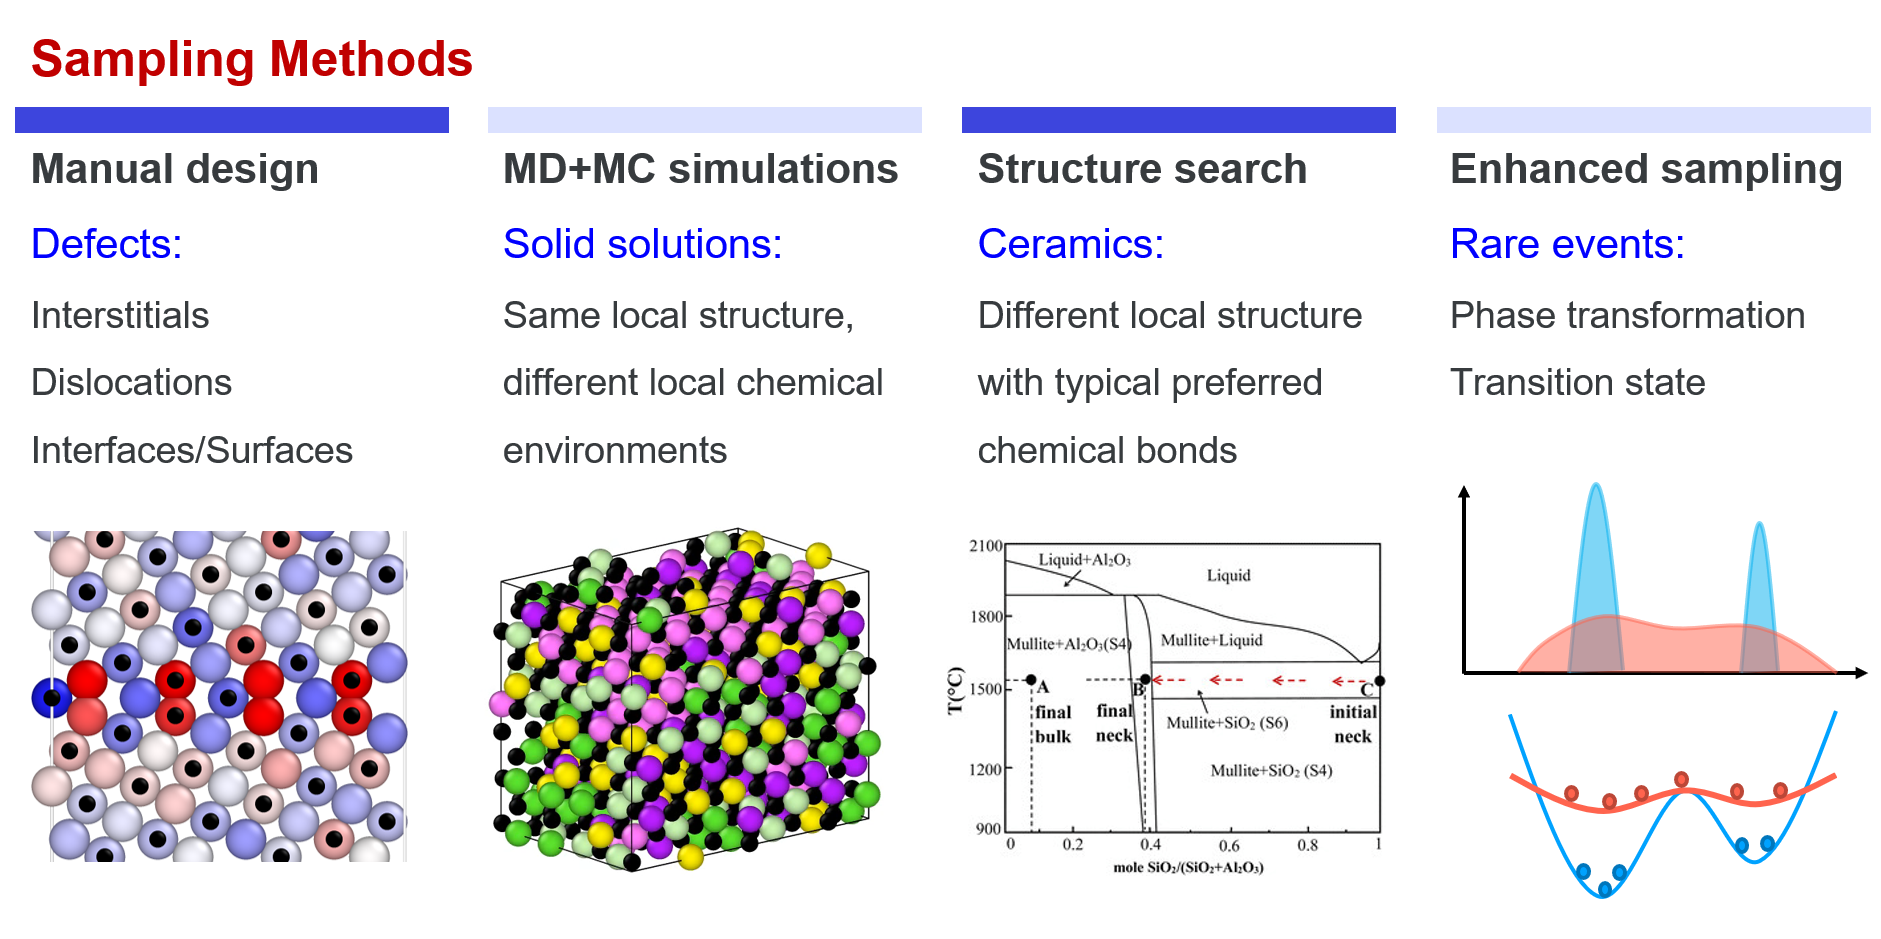 Sampling Methods
Manual design
Defects:
Interstitials
Dislocations
Interfaces/Surfaces
MD+MC simulations
Solid solutions:
Same local structure,
different local chemical
environments
Structure search
Ceramics:
Different local structure
with typical preferred
chemical bonds
Enhanced sampling
Rare events:
Phase transformation
Transition state
T(°C)
2100
1800
1500
1200
900
Liquid+Al₂O₃
Liquid
Mullite+Al₂O₃(S4)
Mullite+Liquid
A
B
C
final
bulk
final
neck
initial
neck
Mullite+SiO₂ (S6)
Mullite+SiO₂ (S4)
0 0.2 0.4 0.6 0.8 1
mole SiO₂/(SiO₂+Al₂O₃)